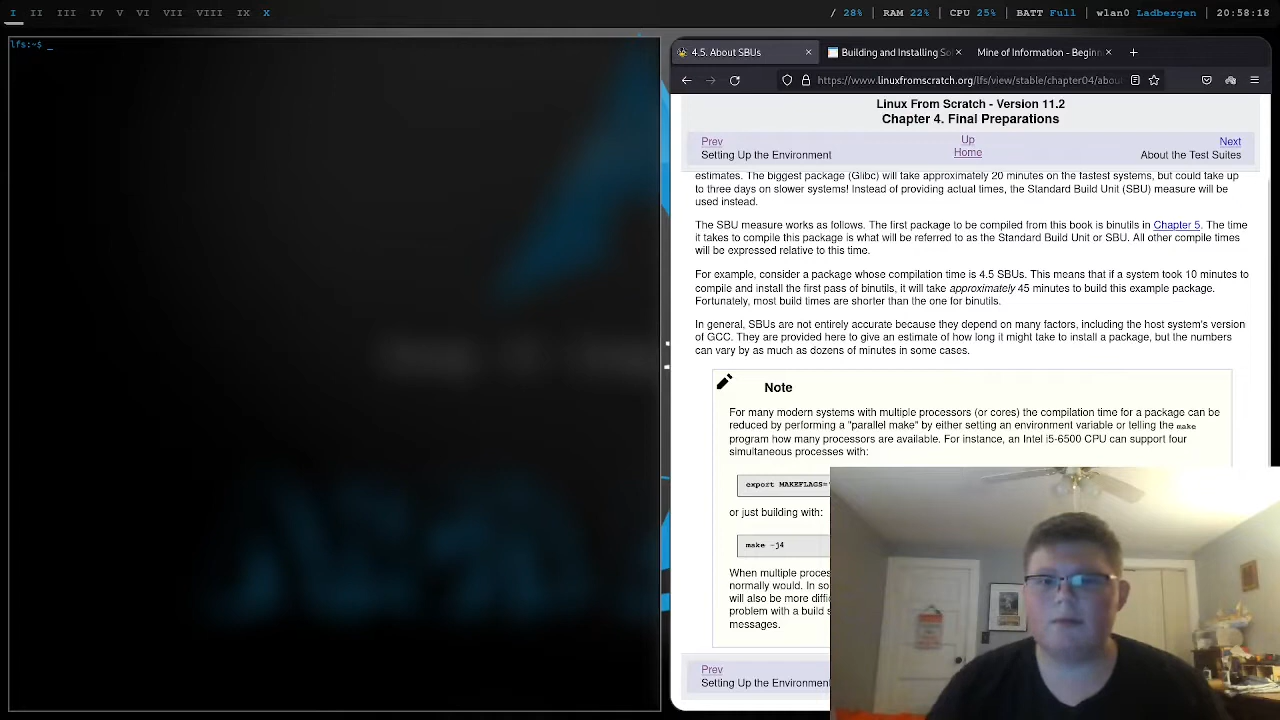 I II III IV V VI VII VIII IX X / 28% | RAM 22% | CPU 25% | BATT Full | wlan0 Ladbergen | 20:58:18
lfs:~$ _
4.5. About SBUs × Building and Installing So × Mine of Information - Beginn × +
https://www.linuxfromscratch.org/lfs/view/stable/chapter04/abou
Linux From Scratch - Version 11.2
Chapter 4. Final Preparations
Prev Up Next
Setting Up the Environment Home About the Test Suites
estimates. The biggest package (Glibc) will take approximately 20 minutes on the fastest systems, but could take up
to three days on slower systems! Instead of providing actual times, the Standard Build Unit (SBU) measure will be
used instead.
The SBU measure works as follows. The first package to be compiled from this book is binutils in Chapter 5. The time
it takes to compile this package is what will be referred to as the Standard Build Unit or SBU. All other compile times
will be expressed relative to this time.
For example, consider a package whose compilation time is 4.5 SBUs. This means that if a system took 10 minutes to
compile and install the first pass of binutils, it will take approximately 45 minutes to build this example package.
Fortunately, most build times are shorter than the one for binutils.
In general, SBUs are not entirely accurate because they depend on many factors, including the host system's version
of GCC. They are provided here to give an estimate of how long it might take to install a package, but the numbers
can vary by as much as dozens of minutes in some cases.
Note
For many modern systems with multiple processors (or cores) the compilation time for a package can be
reduced by performing a "parallel make" by either setting an environment variable or telling the make
program how many processors are available. For instance, an Intel i5-6500 CPU can support four
simultaneous processes with:
export MAKEFLAGS='
or just building with:
make -j4
When multiple proces
normally would. In so
will also be more diffic
problem with a build s
messages.
Prev
Setting Up the Environment